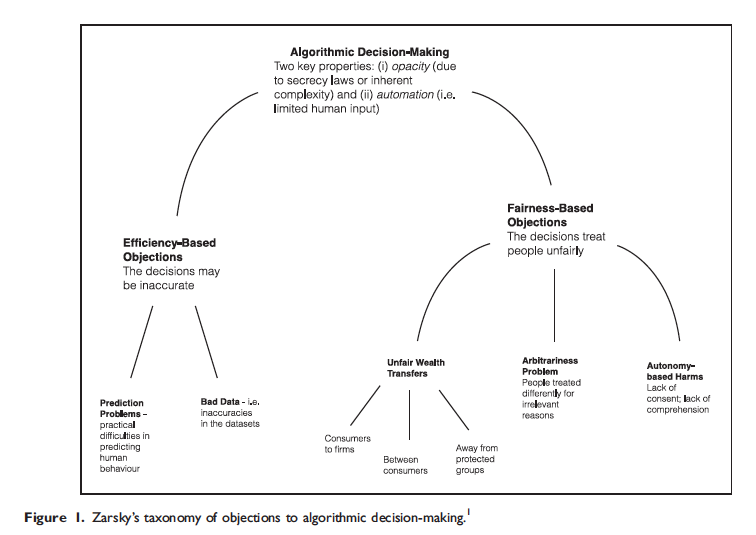 Algorithmic Decision-Making
Two key properties: (i) opacity (due
to secrecy laws or inherent
complexity) and (ii) automation (i.e.
limited human input)
Efficiency-Based
Objections
The decisions may
be inaccurate
Fairness-Based
Objections
The decisions treat
people unfairly
Prediction
Problems –
practical
difficulties in
predicting
human
behaviour
Bad Data - i.e.
inaccuracies
in the datasets
Unfair Wealth
Transfers
Consumers
to firms
Between
consumers
Away from
protected
groups
Arbitrariness
Problem
People treated
differently for
irrelevant
reasons
Autonomy-
based Harms
Lack of
consent; lack of
comprehension
Figure 1. Zarsky's taxonomy of objections to algorithmic decision-making.1